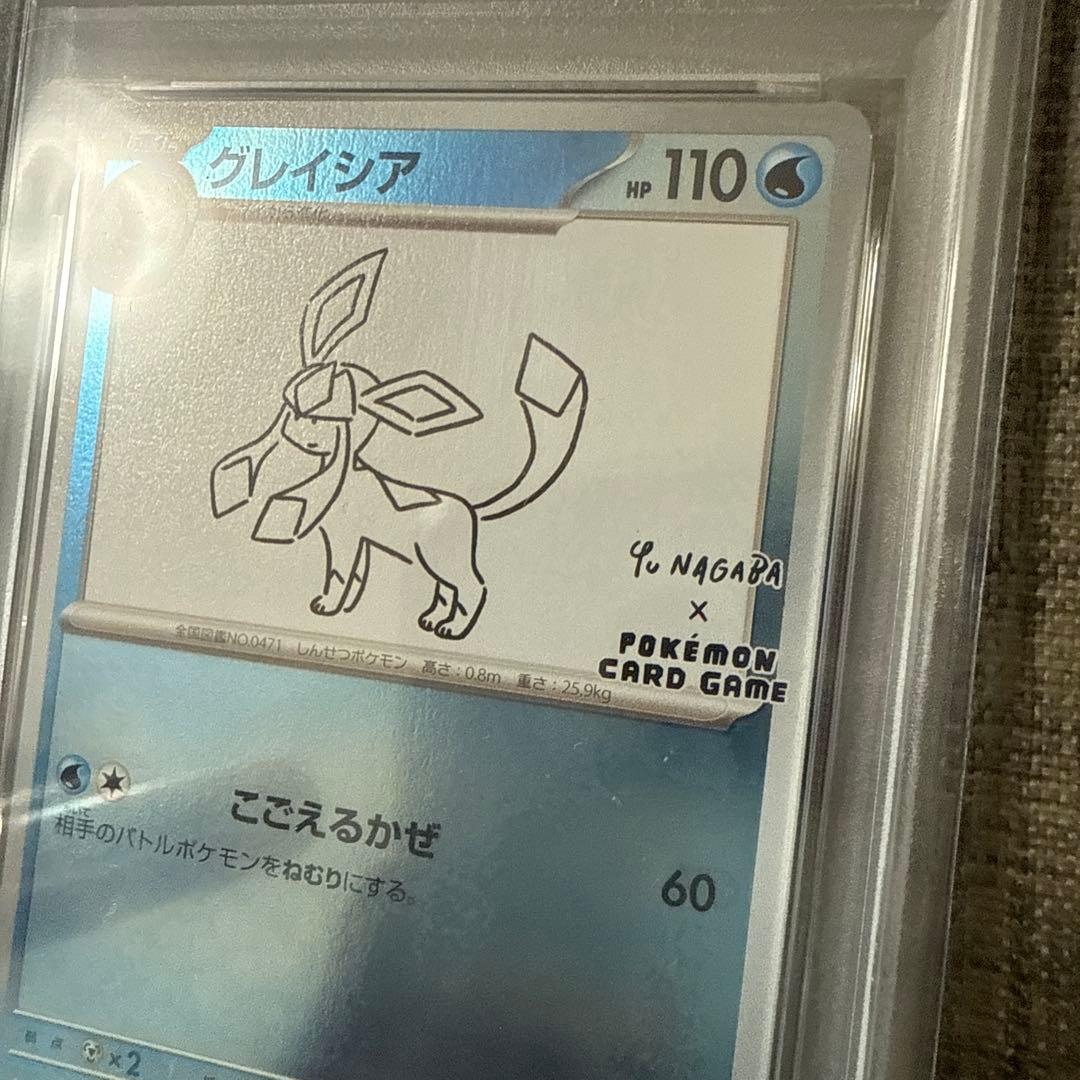 グレイシア
HP 110
Yu NAGABA
×
POKÉMON
CARD GAME
全国図鑑NO.0471 しんせつポケモン 高さ：0.8m 重さ：25.9kg
こごえるかぜ
60
相手のバトルポケモンをねむりにする。
弱点 ×2